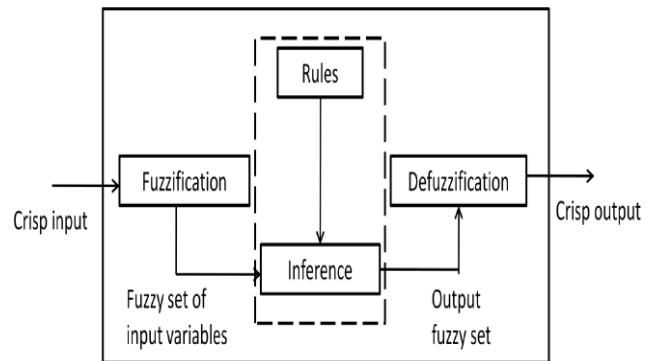 Rules
Fuzzification
Defuzzification
Crisp input
Crisp output
Inference
Fuzzy set of
input variables
Output
fuzzy set